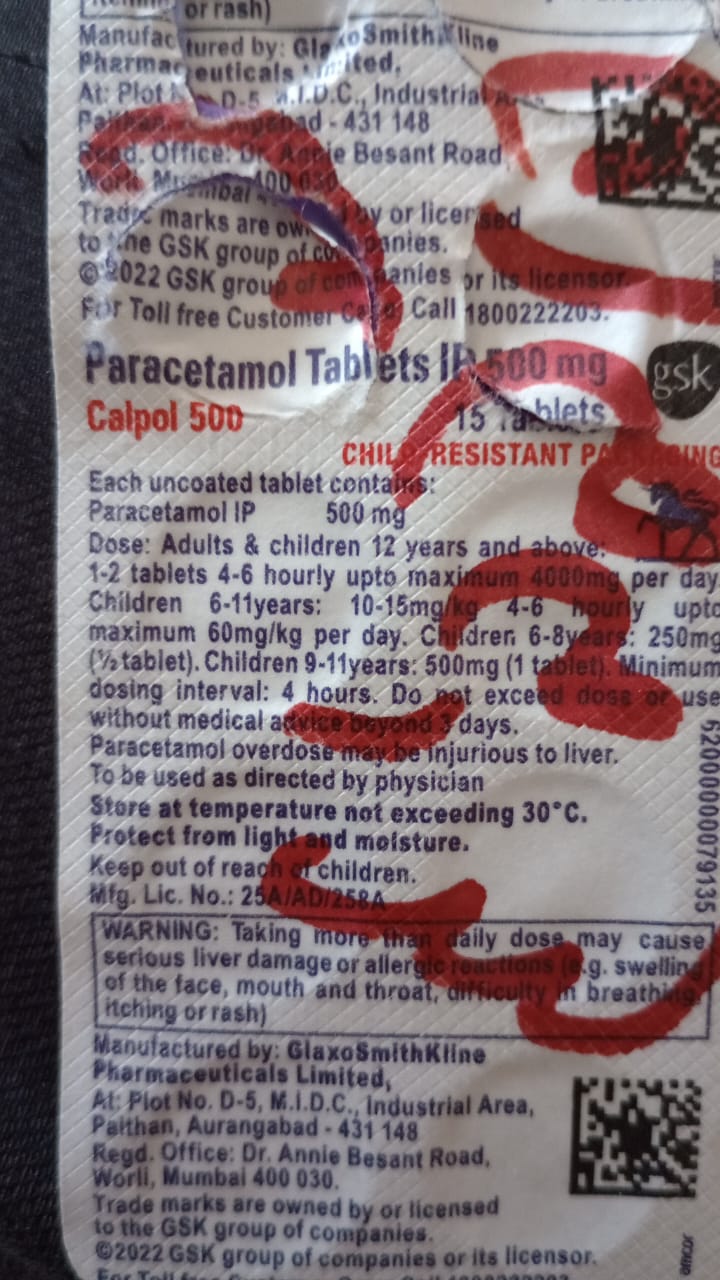 or rash)
Manufactured by: GlaxoSmithKline
Pharmaceuticals Limited,
At: Plot D-5 M.I.D.C., Industrial Area
Paithan, - 431 148
Regd. Office: Dr. Annie Besant Road,
Worli, Mumbai 400 030
Trade marks are owned by or licensed
to the GSK group of companies.
©2022 GSK group of companies or its licensor.
For Toll free Customer Care Call 1800222203.
Paracetamol Tablets IP 500 mg
gsk
Calpol 500 15 Tablets
CHILD RESISTANT PACKAGING
Each uncoated tablet contains:
Paracetamol IP 500 mg
Dose: Adults & children 12 years and above:
1-2 tablets 4-6 hourly upto maximum 4000mg per day
Children 6-11years: 10-15mg/kg 4-6 hourly upto
maximum 60mg/kg per day. Children 6-8years: 250mg
(½ tablet). Children 9-11years: 500mg (1 tablet). Minimum
dosing interval: 4 hours. Do not exceed dose or use
without medical advice beyond 3 days.
Paracetamol overdose may be injurious to liver.
To be used as directed by physician
Store at temperature not exceeding 30°C.
Protect from light and moisture.
Keep out of reach of children.
Mfg. Lic. No.: 25A/AD/258A
62000000079135
WARNING: Taking more than daily dose may cause
serious liver damage or allergic reactions (e.g. swelling
of the face, mouth and throat, difficulty in breathing,
itching or rash)
Manufactured by: GlaxoSmithKline
Pharmaceuticals Limited,
At: Plot No. D-5, M.I.D.C., Industrial Area,
Paithan, Aurangabad - 431 148
Regd. Office: Dr. Annie Besant Road,
Worli, Mumbai 400 030.
Trade marks are owned by or licensed
to the GSK group of companies.
©2022 GSK group of companies or its licensor.
amcor